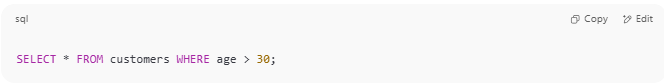 sql Copy Edit
SELECT * FROM customers WHERE age > 30;